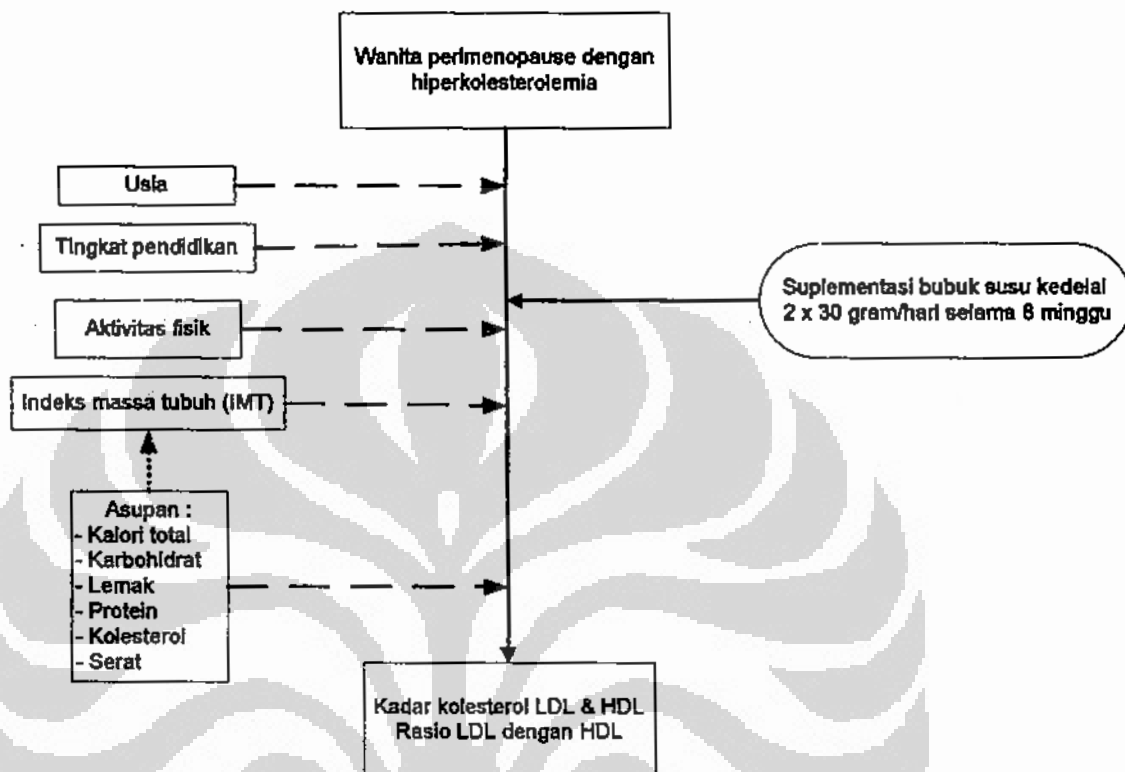 Wanita perimenopause dengan
hiperkolesterolemia
Usia
Tingkat pendidikan
Suplementasi bubuk susu kedelai
2 x 30 gram/hari selama 6 minggu
Aktivitas fisik
Indeks massa tubuh (IMT)
Asupan :
- Kalori total
- Karbohidrat
- Lemak
- Protein
- Kolesterol
- Serat
Kadar kolesterol LDL & HDL
Rasio LDL dengan HDL